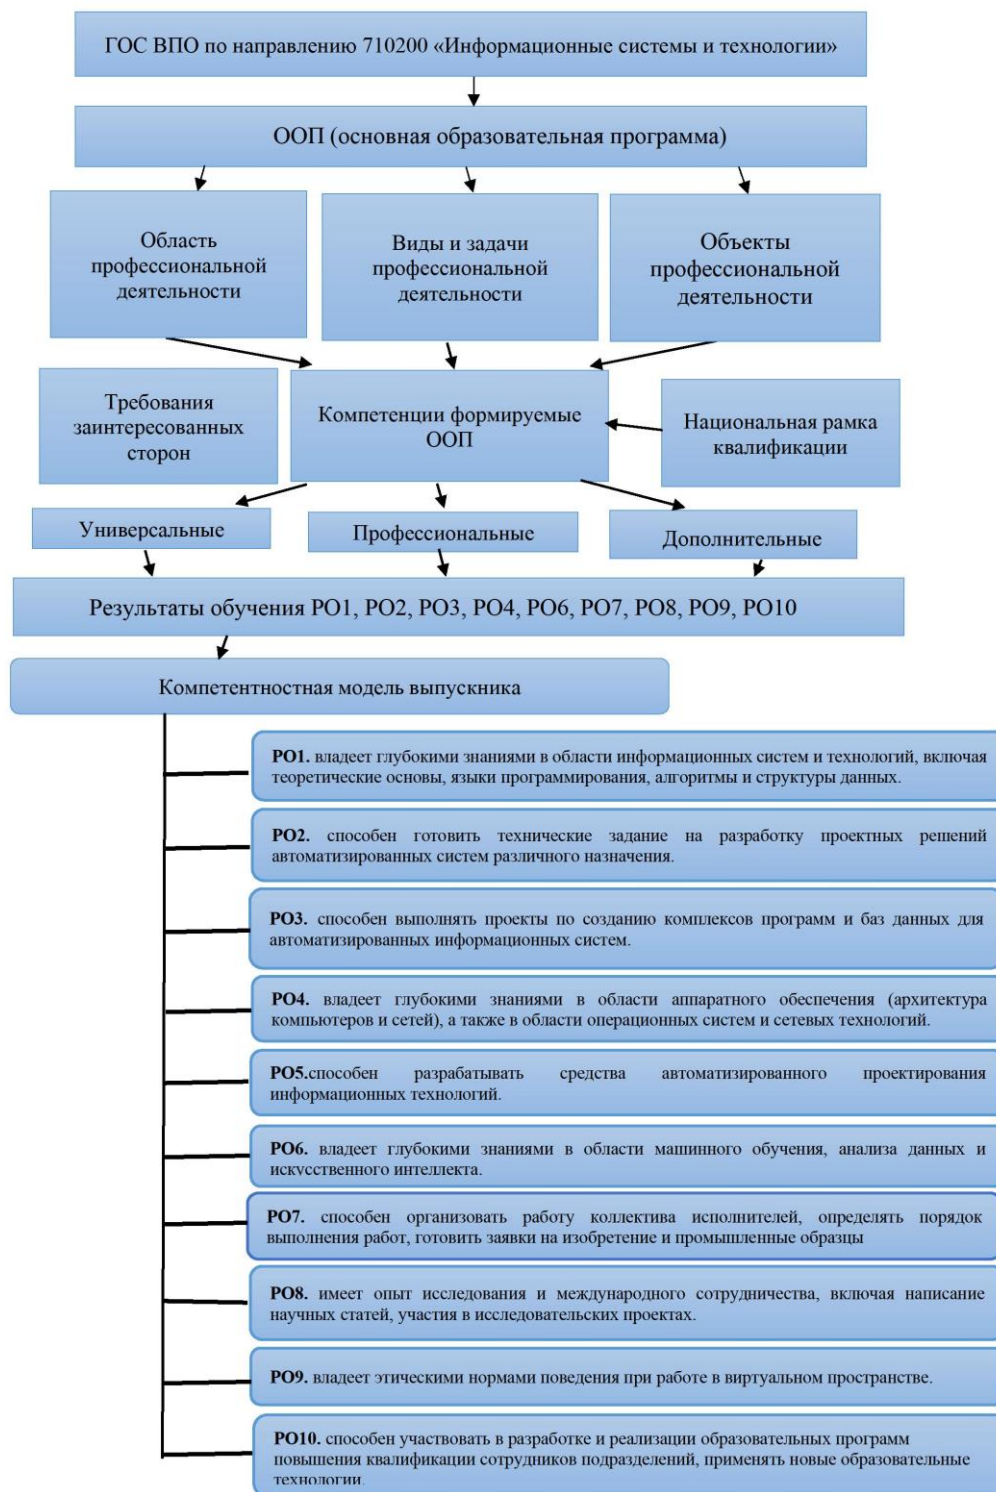 ГОС ВПО по направлению 710200 «Информационные системы и технологии»
ООП (основная образовательная программа)
Область
профессиональной
деятельности
Виды и задачи
профессиональной
деятельности
Объекты
профессиональной
деятельности
Требования
заинтересованных
сторон
Компетенции формируемые
ООП
Национальная рамка
квалификации
Универсальные
Профессиональные
Дополнительные
Результаты обучения РО1, РО2, РО3, РО4, РО6, РО7, РО8, РО9, РО10
Компетентностная модель выпускника
РО1. владеет глубокими знаниями в области информационных систем и технологий, включая
теоретические основы, языки программирования, алгоритмы и структуры данных.
РО2. способен готовить технические задание на разработку проектных решений
автоматизированных систем различного назначения.
РО3. способен выполнять проекты по созданию комплексов программ и баз данных для
автоматизированных информационных систем.
РО4. владеет глубокими знаниями в области аппаратного обеспечения (архитектура
компьютеров и сетей), а также в области операционных систем и сетевых технологий.
РО5.способен разрабатывать средства автоматизированного проектирования
информационных технологий.
РО6. владеет глубокими знаниями в области машинного обучения, анализа данных и
искусственного интеллекта.
РО7. способен организовать работу коллектива исполнителей, определять порядок
выполнения работ, готовить заявки на изобретение и промышленные образцы
РО8. имеет опыт исследования и международного сотрудничества, включая написание
научных статей, участия в исследовательских проектах.
РО9. владеет этическими нормами поведения при работе в виртуальном пространстве.
РО10. способен участвовать в разработке и реализации образовательных программ
повышения квалификации сотрудников подразделений, применять новые образовательные
технологии.